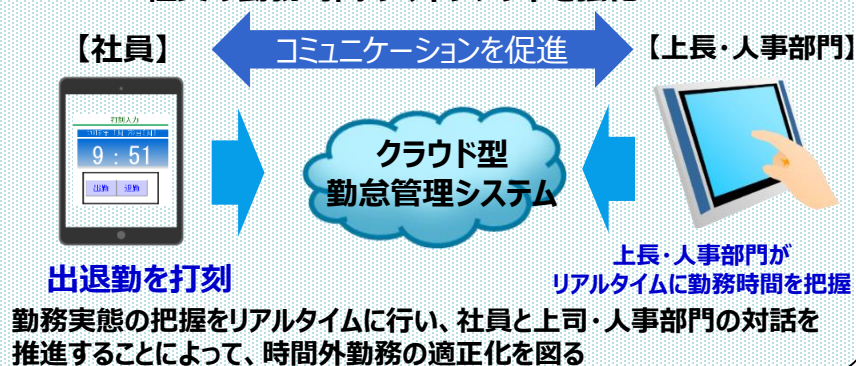 【社員】
コミュニケーションを促進
【上長・人事部門】
打刻入力
9 : 51
出勤 退勤
クラウド型
勤怠管理システム
出退勤を打刻
上長・人事部門が
リアルタイムに勤務時間を把握
勤務実態の把握をリアルタイムに行い、社員と上司・人事部門の対話を
推進することによって、時間外勤務の適正化を図る